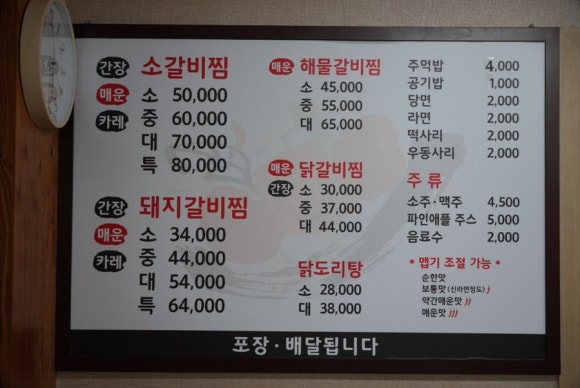 간장 소갈비찜
매운 소 50,000
카레 중 60,000
대 70,000
특 80,000
간장 돼지갈비찜
매운 소 34,000
카레 중 44,000
대 54,000
특 64,000
매운 해물갈비찜
소 45,000
중 55,000
대 65,000
매운 닭갈비찜
간장 소 30,000
중 37,000
대 44,000
닭도리탕
소 28,000
대 38,000
주먹밥 4,000
공기밥 1,000
당면 2,000
라면 2,000
떡사리 2,000
우동사리 2,000
주 류
소주·맥주 4,500
파인애플 주스 5,000
음료수 2,000
* 맵기 조절 가능 *
순한맛
보통맛 (신라면정도)
약간매운맛
매운맛
포장·배달됩니다